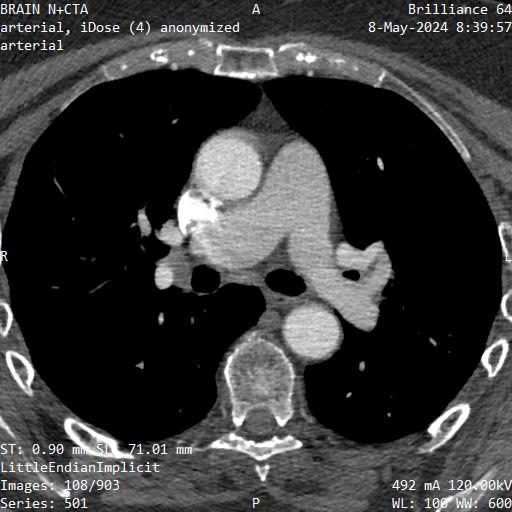 BRAIN N+CTA A Brilliance 64
arterial, iDose (4) anonymized 8-May-2024 8:39:57
arterial
R L
ST: 0.90 mm SL: 71.01 mm
LittleEndianImplicit
Images: 108/903 492 mA 120.00kV
Series: 501 P WL: 100 WW: 600